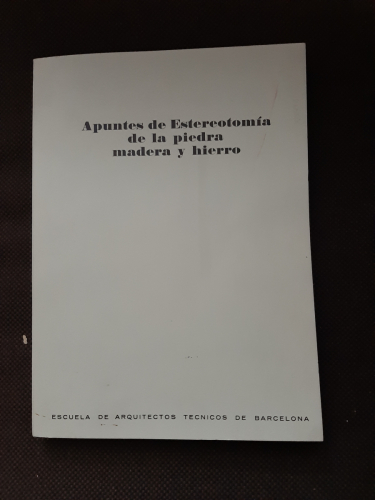 Apuntes de Estereotomía
de la piedra
madera y hierro
ESCUELA DE ARQUITECTOS TECNICOS DE BARCELONA